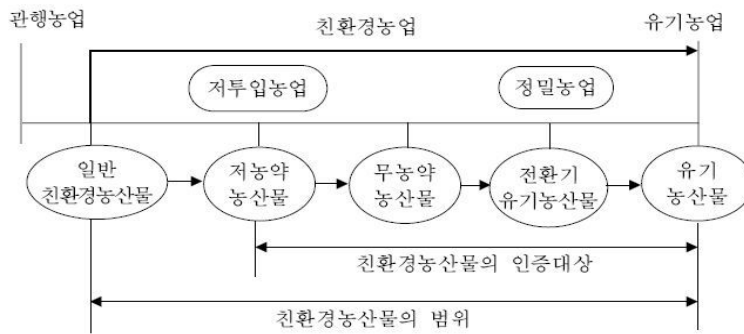 관행농업
친환경농업
유기농업
저투입농업
정밀농업
일반
친환경농산물
저농약
농산물
무농약
농산물
전환기
유기농산물
유기
농산물
친환경농산물의 인증대상
친환경농산물의 범위